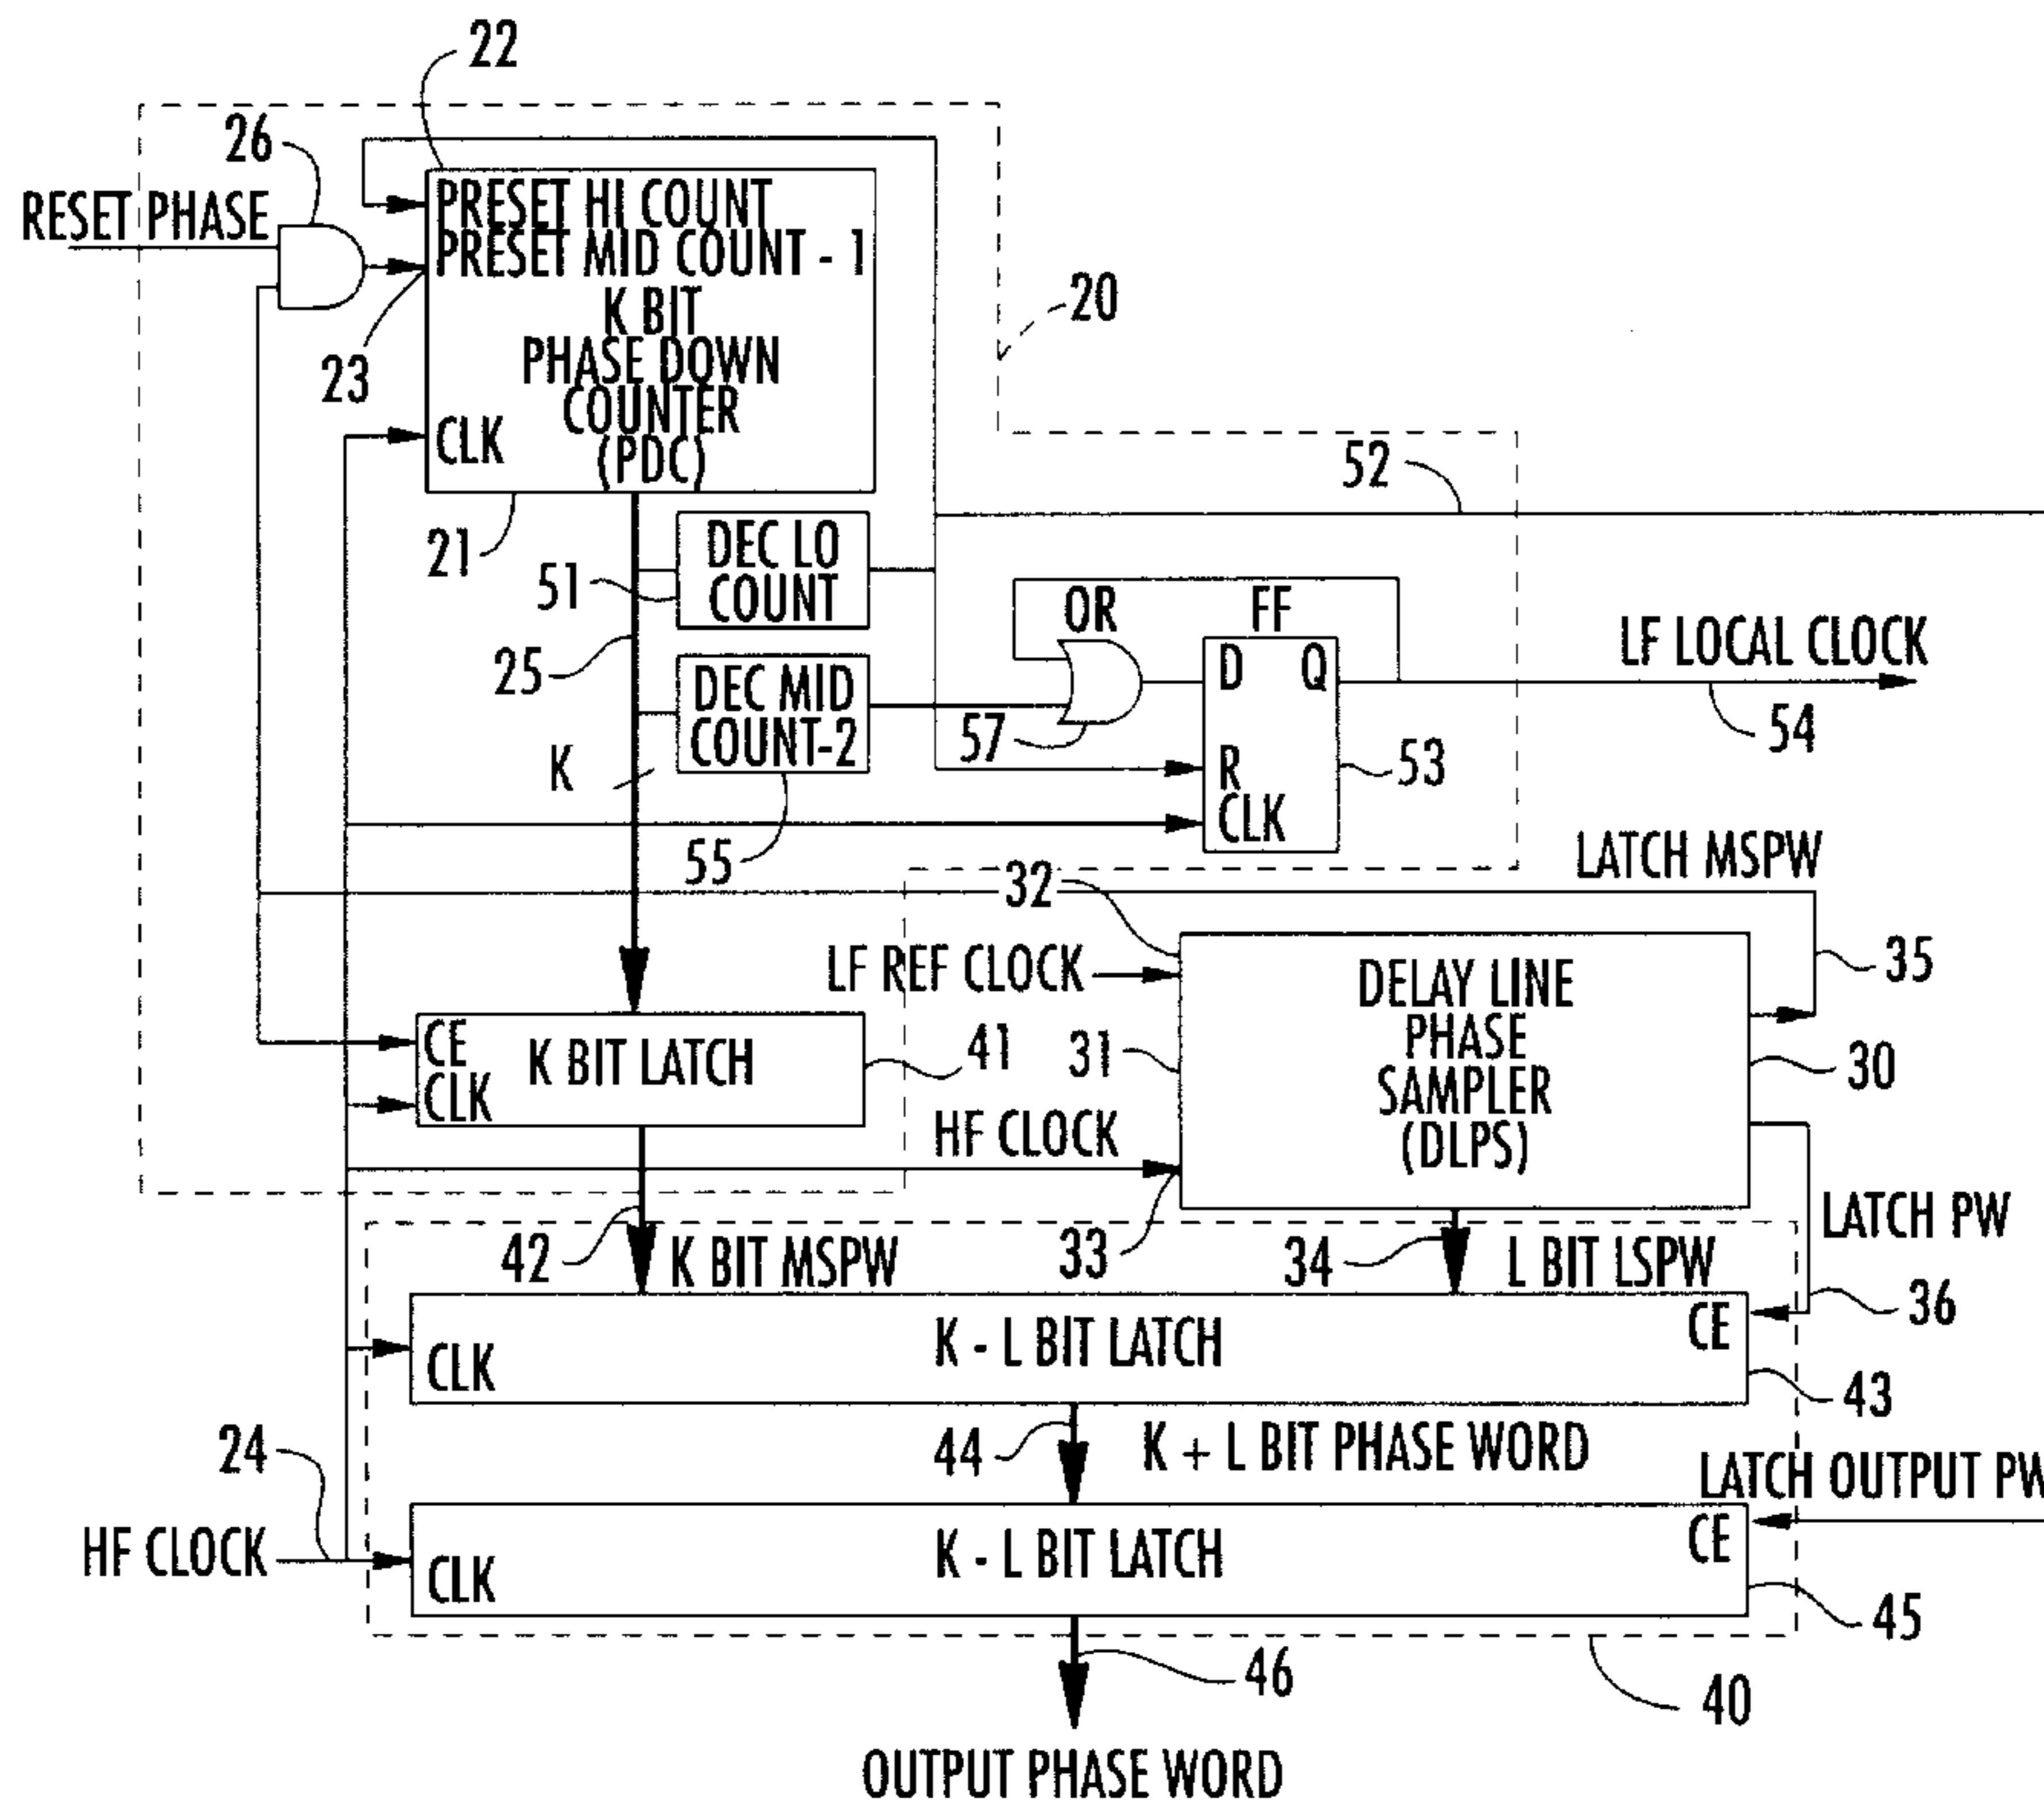 22
26
RESET PHASE
PRESET HI COUNT
PRESET MID COUNT - 1
K BIT
PHASE DOWN
COUNTER
(PDC)
CLK
23
20
21
52
DEC LO
COUNT
51
25
DEC MID
COUNT-2
K
55
OR
57
FF
D
Q
R
CLK
53
LF LOCAL CLOCK
54
LATCH MSPW
32
LF REF CLOCK
DELAY LINE
PHASE
SAMPLER
(DLPS)
35
31
30
CE
CLK
K BIT LATCH
41
HF CLOCK
33
42
K BIT MSPW
34
L BIT LSPW
LATCH PW
36
CLK
K - L BIT LATCH
CE
43
44
K + L BIT PHASE WORD
24
HF CLOCK
LATCH OUTPUT PW
CLK
K - L BIT LATCH
CE
45
46
40
OUTPUT PHASE WORD